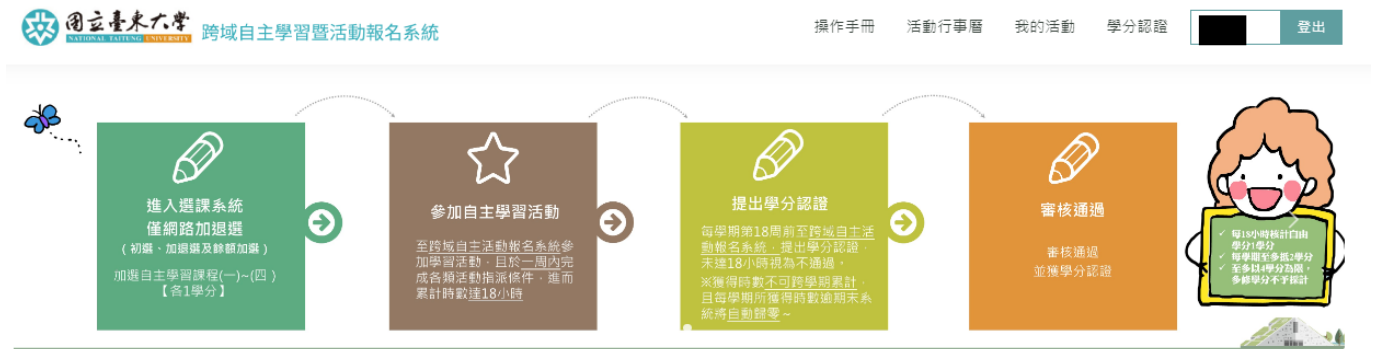 國立臺東大學
NATIONAL TAITUNG UNIVERSITY
跨域自主學習暨活動報名系統
操作手冊
活動行事曆
我的活動
學分認證
登出
進入選課系統
僅網路加退選
(初選、加退選及餘額加選)
加選自主學習課程(一)~(四)
【各1學分】
參加自主學習活動
至跨域自主活動報名系統參
加學習活動，且於一周內完
成各類活動指派條件，進而
累計時數達18小時
提出學分認證
每學期第18周前至跨域自主活
動報名系統，提出學分認證，
未達18小時視為不通過。
※獲得時數不可跨學期累計，
且每學期所獲得時數逾期末系
統將自動歸零~
審核通過
審核通過
並獲學分認證
✓ 每18小時核計自由
學分1學分
✓ 每學期至多抵2學分
✓ 至多以4學分為限，
多修學分不予採計